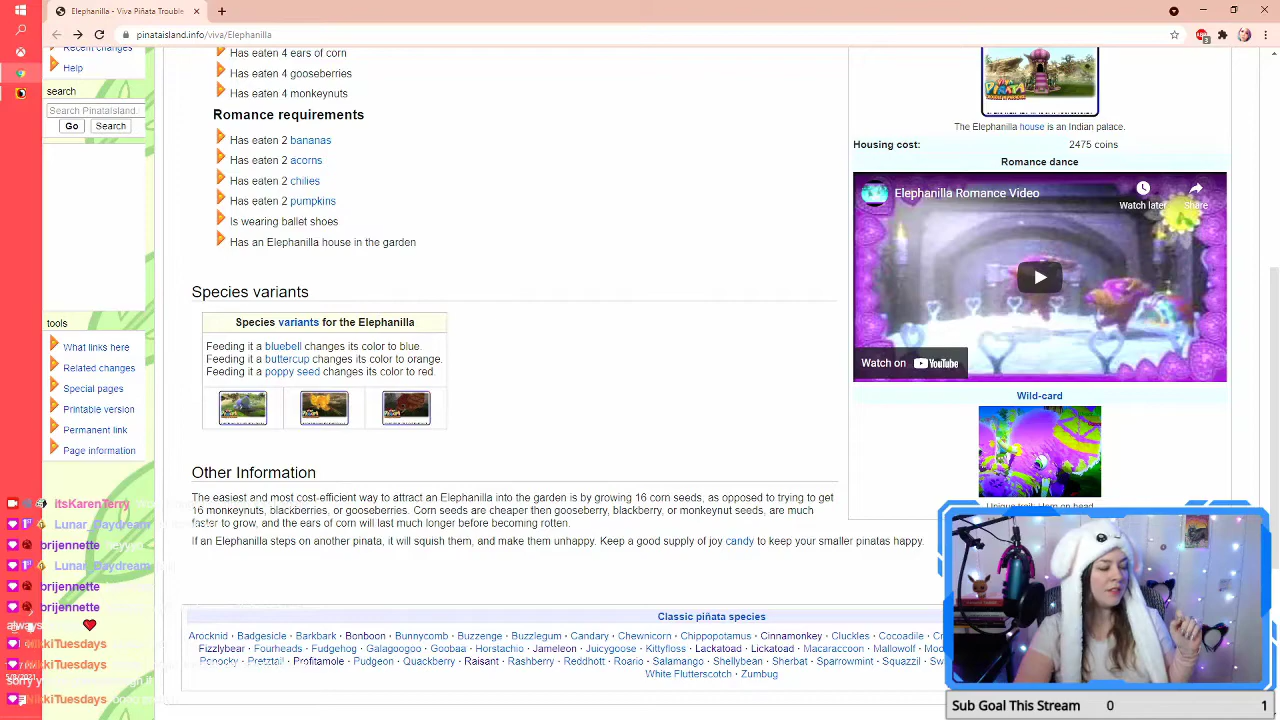 Elephanilla - Viva Piñata Trouble
pinataisland.info/viva/Elephanilla
3
Recent changes
Help
search
Search PinataIsland.
Go Search
tools
What links here
Related changes
Special pages
Printable version
Permanent link
Page information
Has eaten 4 ears of corn
Has eaten 4 gooseberries
Has eaten 4 monkeynuts
Romance requirements
Has eaten 2 bananas
Has eaten 2 acorns
Has eaten 2 chilies
Has eaten 2 pumpkins
Is wearing ballet shoes
Has an Elephanilla house in the garden
Species variants
Species variants for the Elephanilla
Feeding it a bluebell changes its color to blue.
Feeding it a buttercup changes its color to orange.
Feeding it a poppy seed changes its color to red.
Other Information
The easiest and most cost-efficient way to attract an Elephanilla into the garden is by growing 16 corn seeds, as opposed to trying to get
16 monkeynuts, gooseberries,
faster to grow, and the ears of corn will last much longer before becoming rotten.
Corn seeds are cheaper then gooseberry, blackberry, or monkeynut seeds, are much
If an Elephanilla steps on another pinata, it will squish them, and make them unhappy. Keep a good supply of joy candy to keep your smaller pinatas happy.
The Elephanilla house is an Indian palace.
Housing cost: 2475 coins
Romance dance
Elephanilla Romance Video
Watch later
Share
Watch on YouTube
Wild-card
Classic piñata species
Arocknid · Badgesicle · Barkbark · Bonboon · Bunnycomb · Buzzenge · Buzzlegum · Candary · Chewnicorn · Chippopotamus · Cinnamonkey · Cluckles · Cocoadile ·
Fizzlybear · Fourheads · Fudgehog · Galagoogoo · Goobaa · Horstachio · Jameleon · Juicygoose · Kittyfloss · Lackatoad · Lickatoad · Macaraccoon · Mallowolf ·
Pretztail · Profitamole · Pudgeon · Quackberry · Raisant · Rashberry · Reddhott · Roario · Salamango · Sherbat · Sparrowmint · Squazzil ·
White Flutterscotch · Zumbug
itsKarenTerry
Lunar_Daydream
brijennette
Lunar_Daydream
brijennette
brijennette
always
NikkiTuesdays
NikkiTuesdays
sorry
NikkiTuesdays
Sub Goal This Stream 0 1